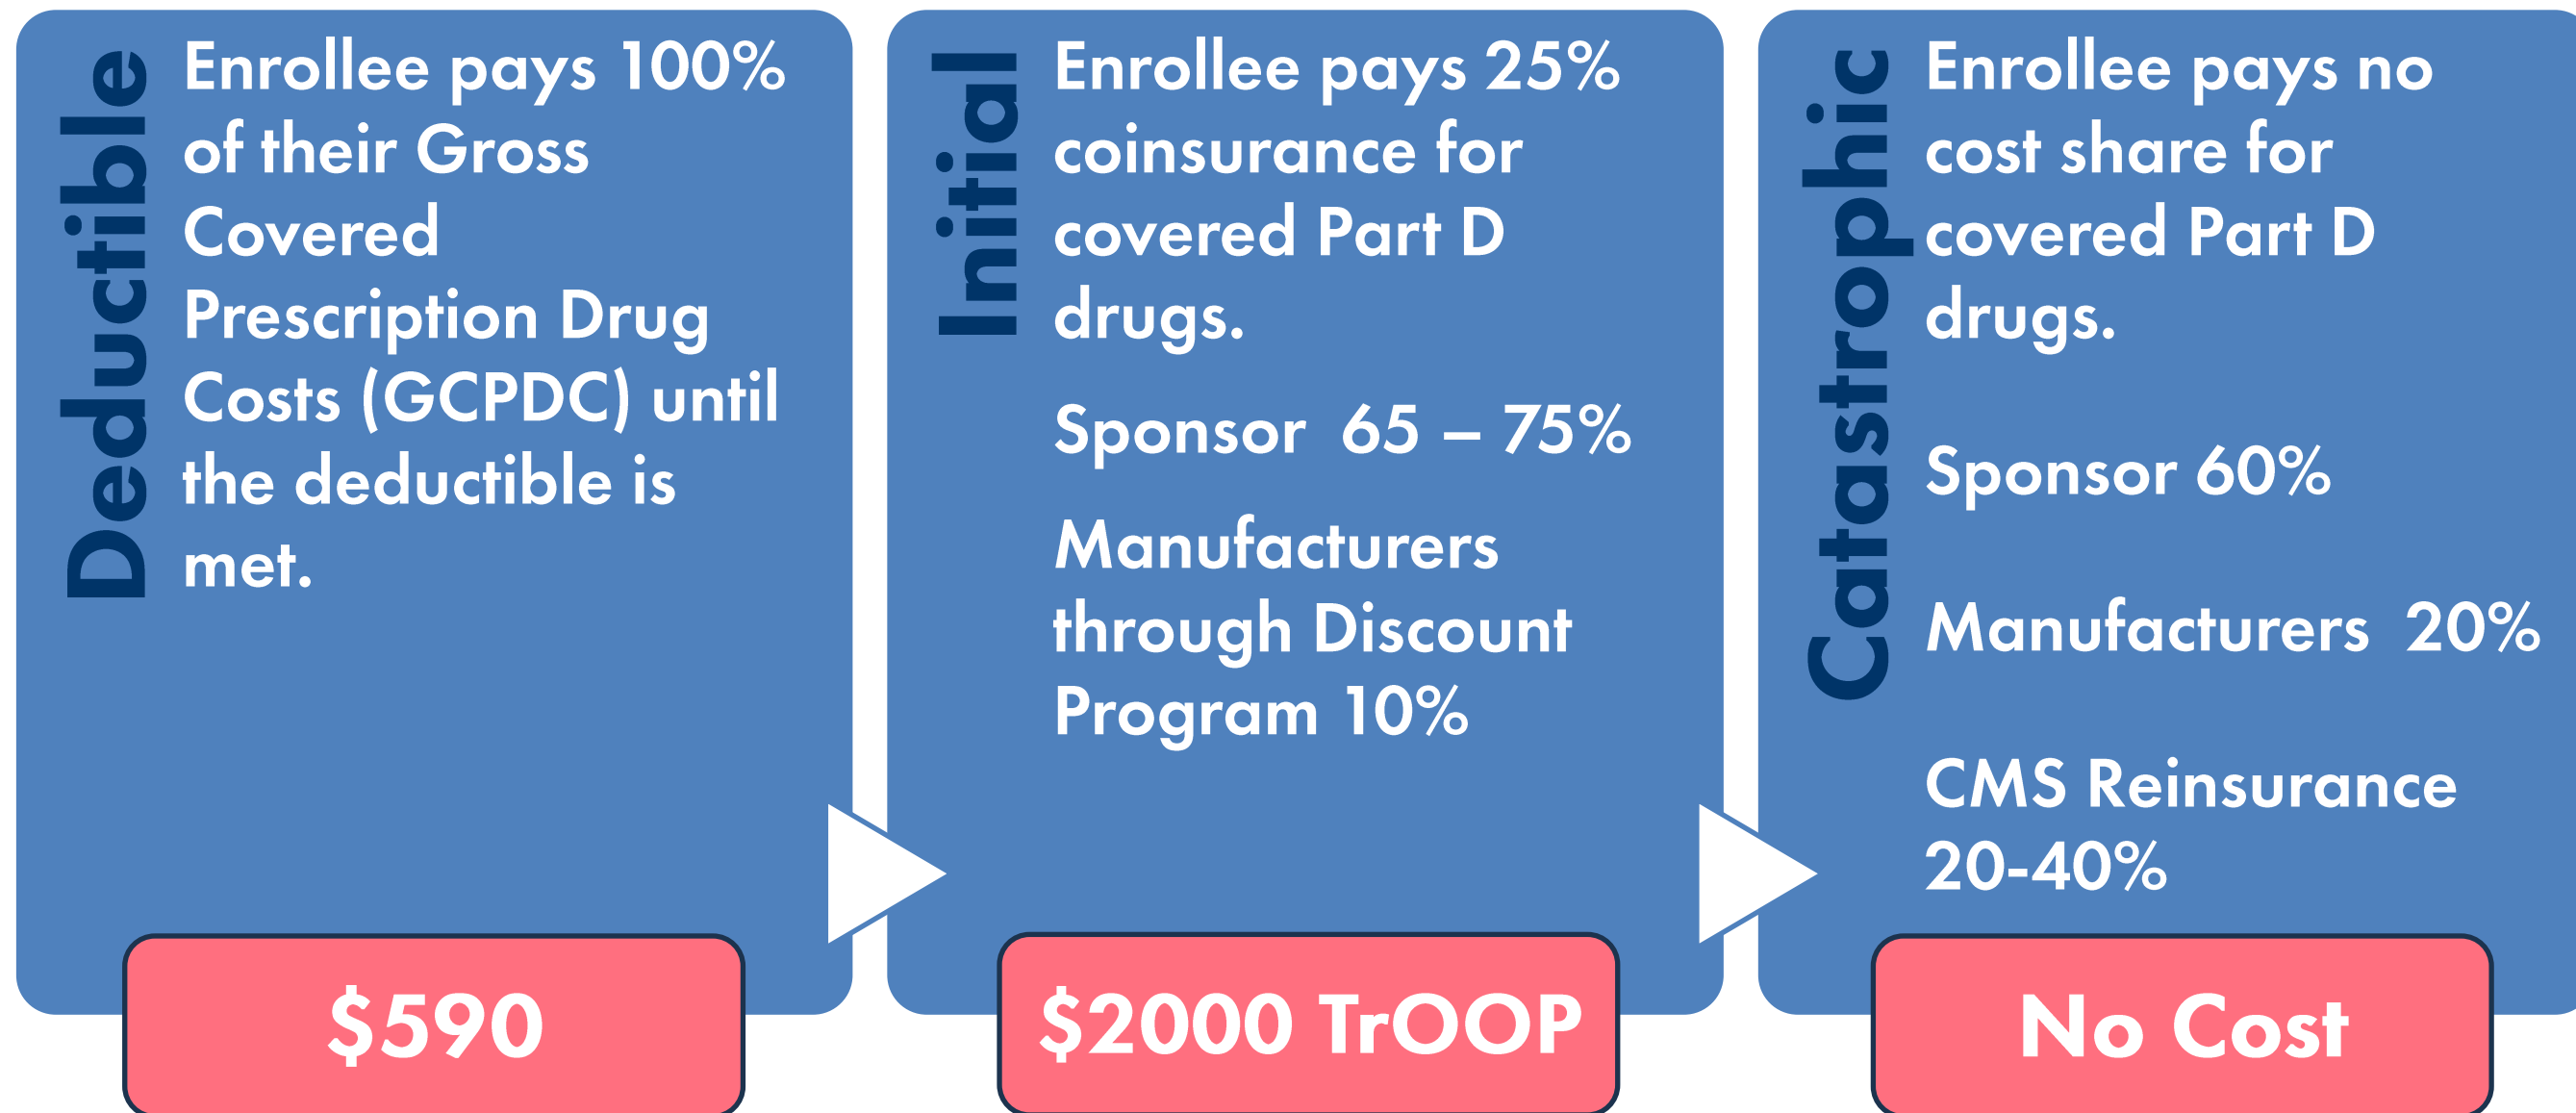 Deductible
Enrollee pays 100%
of their Gross
Covered
Prescription Drug
Costs (GCPDC) until
the deductible is
met.
$590
Initial
Enrollee pays 25%
coinsurance for
covered Part D
drugs.
Sponsor 65 – 75%
Manufacturers
through Discount
Program 10%
$2000 TrOOP
Catastrophic
Enrollee pays no
cost share for
covered Part D
drugs.
Sponsor 60%
Manufacturers 20%
CMS Reinsurance
20-40%
No Cost